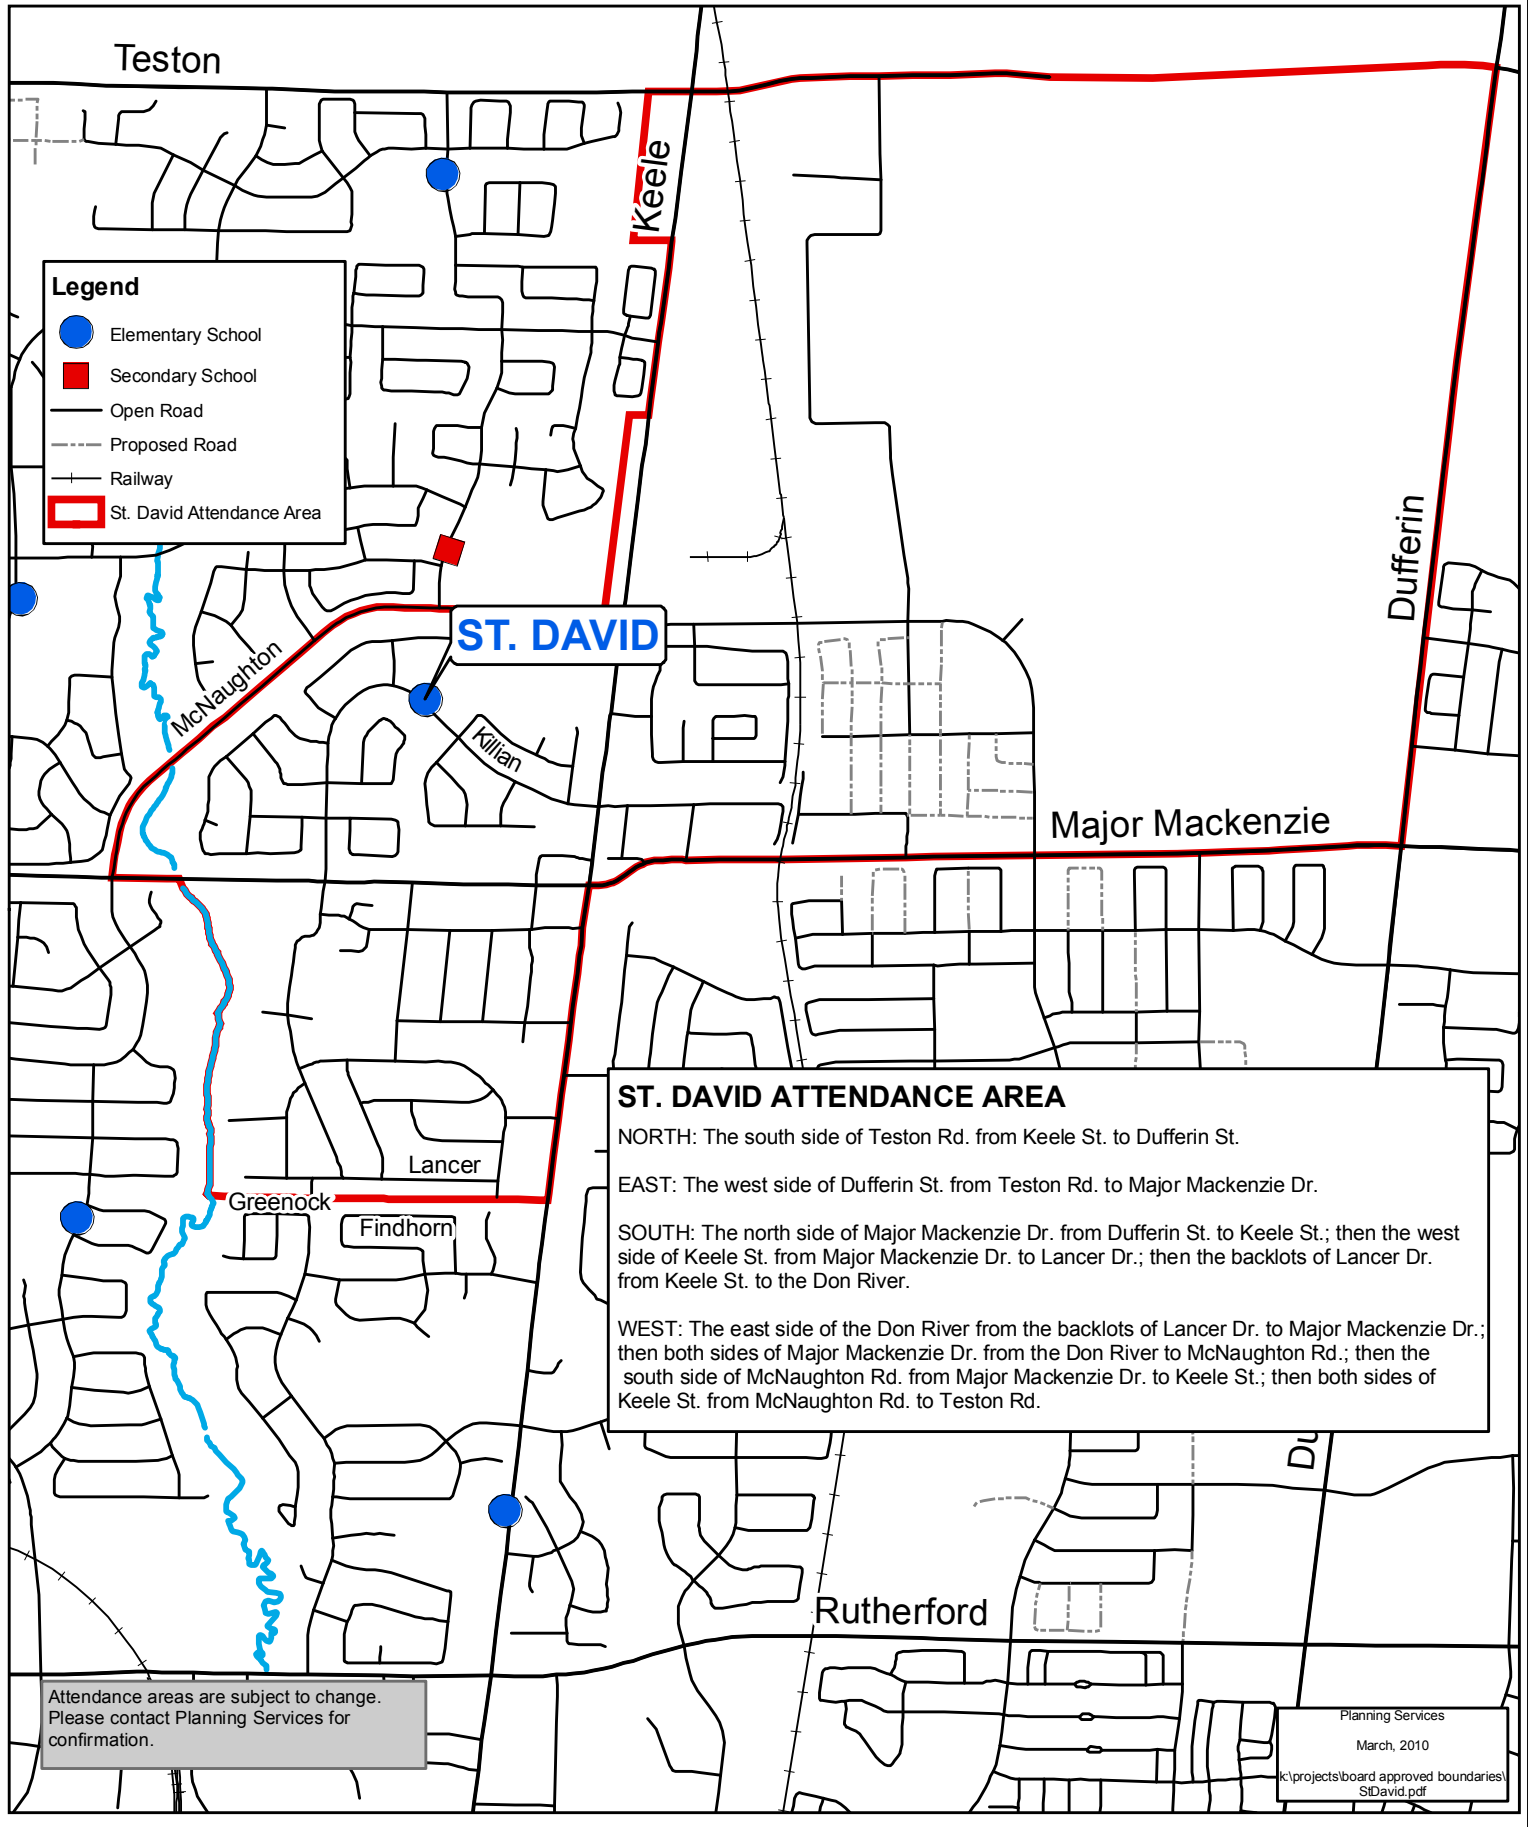 Teston
Keele
Legend
Elementary School
Secondary School
Open Road
Proposed Road
Railway
St. David Attendance Area
Dufferin
ST. DAVID
McNaughton
Killian
Major Mackenzie
ST. DAVID ATTENDANCE AREA
NORTH: The south side of Teston Rd. from Keele St. to Dufferin St.
EAST: The west side of Dufferin St. from Teston Rd. to Major Mackenzie Dr.
SOUTH: The north side of Major Mackenzie Dr. from Dufferin St. to Keele St.; then the west
side of Keele St. from Major Mackenzie Dr. to Lancer Dr.; then the backlots of Lancer Dr.
from Keele St. to the Don River.
WEST: The east side of the Don River from the backlots of Lancer Dr. to Major Mackenzie Dr.;
then both sides of Major Mackenzie Dr. from the Don River to McNaughton Rd.; then the
south side of McNaughton Rd. from Major Mackenzie Dr. to Keele St.; then both sides of
Keele St. from McNaughton Rd. to Teston Rd.
Lancer
Greenock
Findhorn
Du
Rutherford
Attendance areas are subject to change.
Please contact Planning Services for
confirmation.
Planning Services
March, 2010
k:\projects\board approved boundaries\
StDavid.pdf